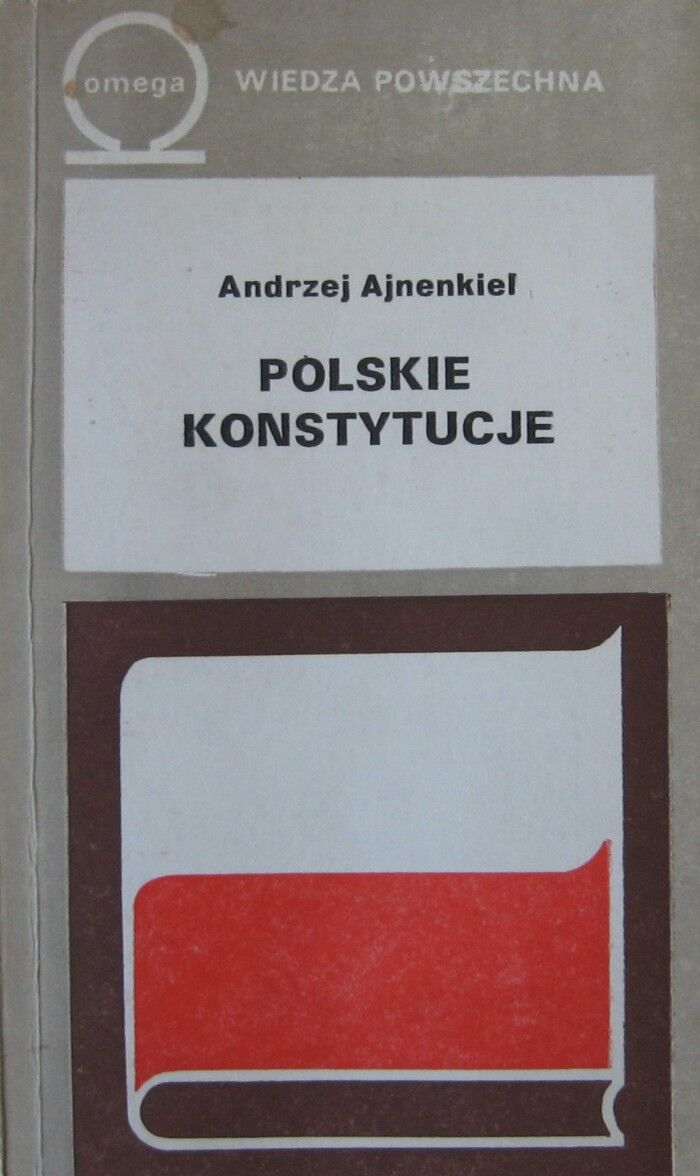 omega
WIEDZA POWSZECHNA
Andrzej Ajnenkiel
POLSKIE
KONSTYTUCJE